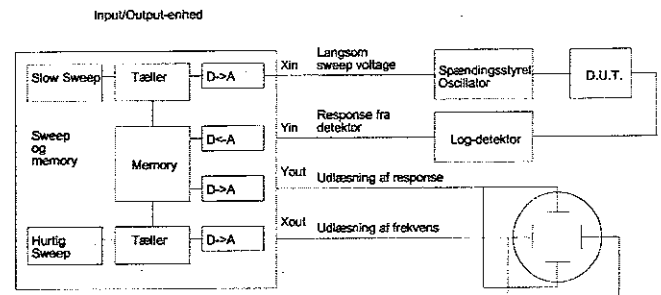 Input/Output-enhed
Slow Sweep
Tæller
D->A
Xin
Langsom
sweep voltage
Spændingsstyret
Oscillator
D.U.T.
Sweep
og
memory
Memory
D<-A
Yin
Response fra
detektor
Log-detektor
D->A
Yout
Udlæsning af response
Hurtig
Sweep
Tæller
D->A
Xout
Udlæsning af frekvens